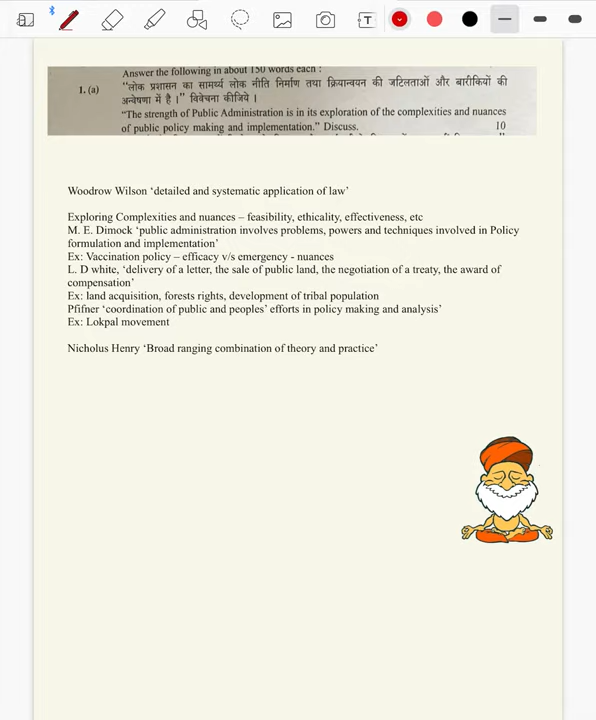 Answer the following in about 150 words each :
1. (a) "लोक प्रशासन का सामर्थ्य लोक नीति निर्माण तथा क्रियान्वयन की जटिलताओं और बारीकियों की
अन्वेषणा में है ।" विवेचना कीजिये ।
"The strength of Public Administration is in its exploration of the complexities and nuances
of public policy making and implementation." Discuss. 10
Woodrow Wilson ‘detailed and systematic application of law’
Exploring Complexities and nuances – feasibility, ethicality, effectiveness, etc
M. E. Dimock ‘public administration involves problems, powers and techniques involved in Policy
formulation and implementation’
Ex: Vaccination policy – efficacy v/s emergency - nuances
L. D white, ‘delivery of a letter, the sale of public land, the negotiation of a treaty, the award of
compensation’
Ex: land acquisition, forests rights, development of tribal population
Pfifner ‘coordination of public and peoples’ efforts in policy making and analysis’
Ex: Lokpal movement
Nicholus Henry ‘Broad ranging combination of theory and practice’